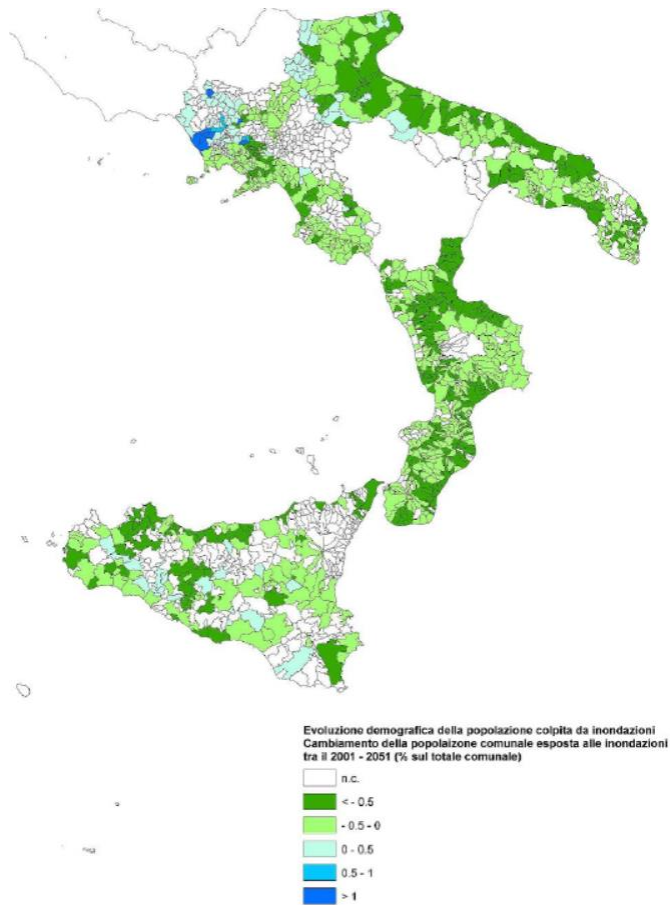 Evoluzione demografica della popolazione colpita da inondazioni
Cambiamento della popolaizone comunale esposta alle inondazioni
tra il 2001 - 2051 (% sul totale comunale)
n.c.
< - 0.5
- 0.5 - 0
0 - 0.5
0.5 - 1
> 1